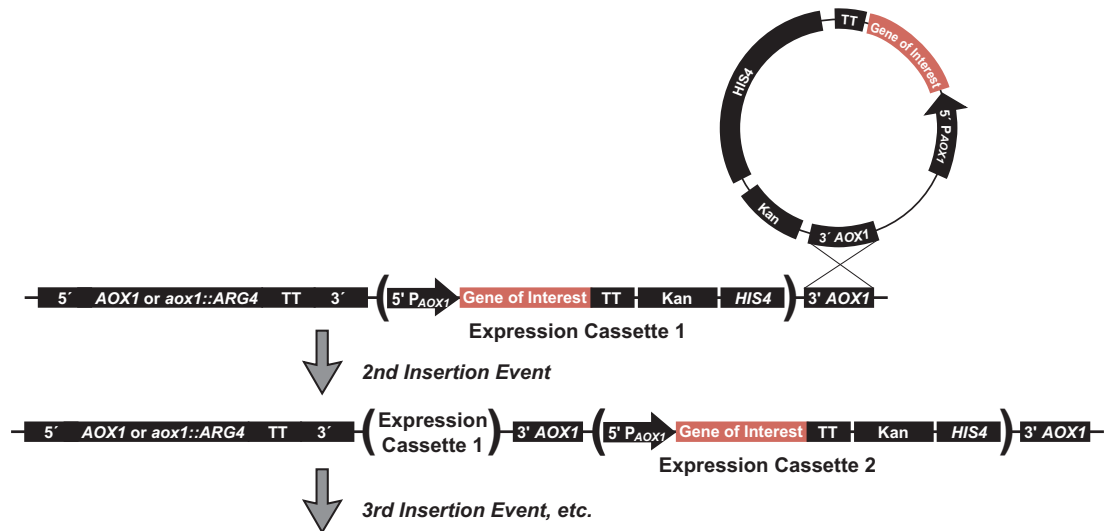 TT
Gene of Interest
HIS4
5´ PAOX1
Kan
3´ AOX1
5´ AOX1 or aox1::ARG4 TT 3´ ( 5' PAOX1 Gene of Interest TT Kan HIS4 ) 3' AOX1
Expression Cassette 1
2nd Insertion Event
5´ AOX1 or aox1::ARG4 TT 3´ ( Expression Cassette 1 ) 3' AOX1 ( 5' PAOX1 Gene of Interest TT Kan HIS4 ) 3' AOX1
Expression Cassette 2
3rd Insertion Event, etc.